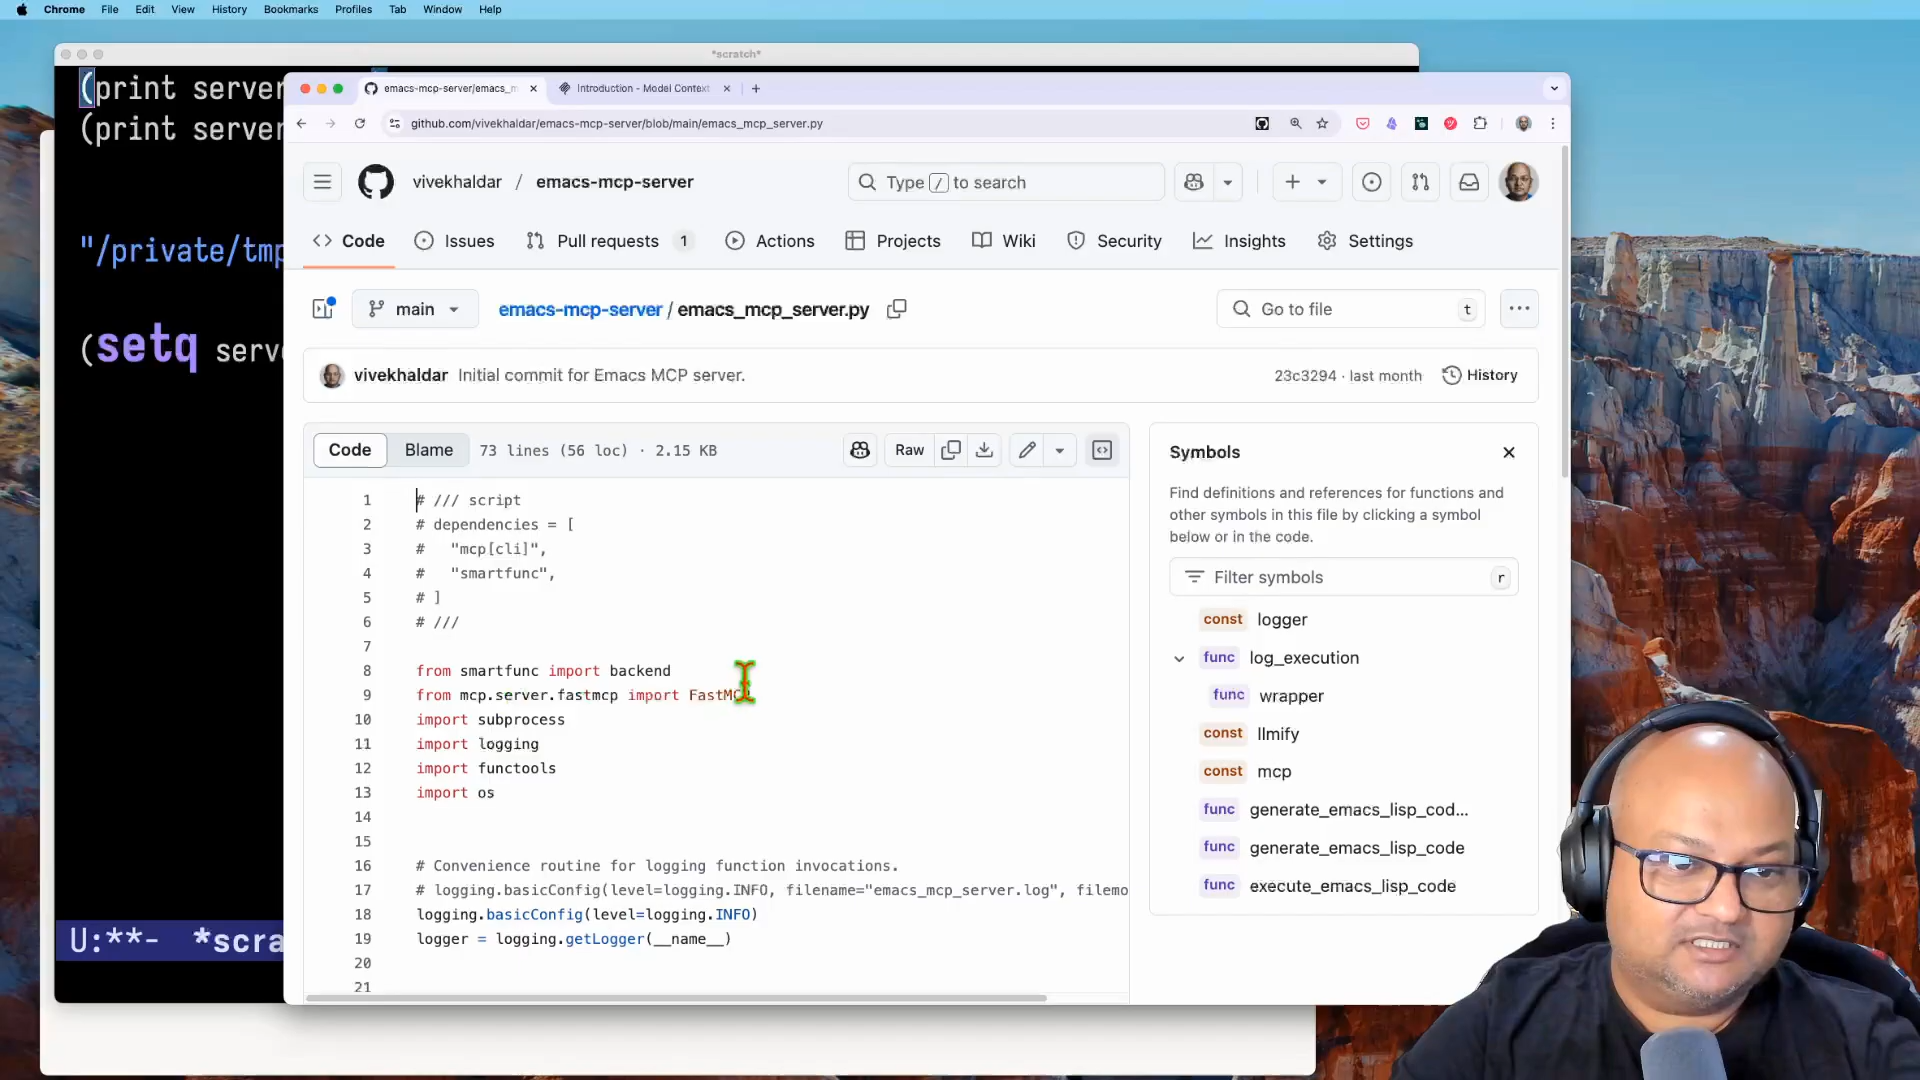 Chrome File Edit View History Bookmarks Profiles Tab Window Help
*scratch*
(print server
(print server
"/private/tmp
(setq serv
U:**- *scra
emacs-mcp-server/emacs_m
Introduction - Model Context
github.com/vivekhaldar/emacs-mcp-server/blob/main/emacs_mcp_server.py
vivekhaldar / emacs-mcp-server
Type / to search
Code Issues Pull requests 1 Actions Projects Wiki Security Insights Settings
main
emacs-mcp-server / emacs_mcp_server.py
Go to file t
vivekhaldar Initial commit for Emacs MCP server.
23c3294 · last month History
Code Blame 73 lines (56 loc) · 2.15 KB
Raw
1 # /// script
2 # dependencies = [
3 #   "mcp[cli]",
4 #   "smartfunc",
5 # ]
6 # ///
7
8 from smartfunc import backend
9 from mcp.server.fastmcp import FastMCP
10 import subprocess
11 import logging
12 import functools
13 import os
14
15
16 # Convenience routine for logging function invocations.
17 # logging.basicConfig(level=logging.INFO, filename="emacs_mcp_server.log", filemo
18 logging.basicConfig(level=logging.INFO)
19 logger = logging.getLogger(__name__)
20
21
Symbols
Find definitions and references for functions and
other symbols in this file by clicking a symbol
below or in the code.
Filter symbols r
const logger
func log_execution
func wrapper
const llmify
const mcp
func generate_emacs_lisp_cod...
func generate_emacs_lisp_code
func execute_emacs_lisp_code